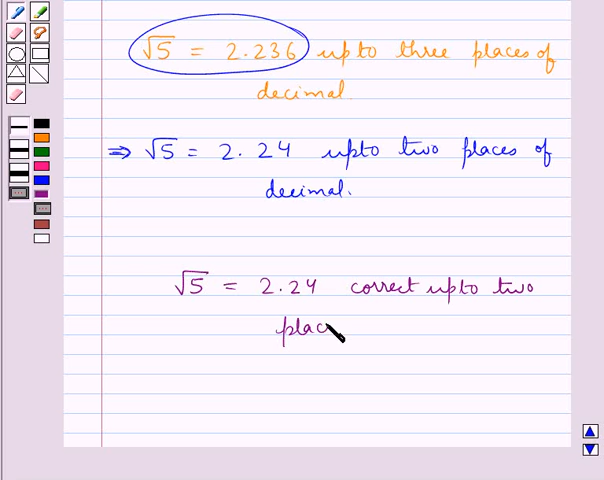 √5 = 2.236 upto three places of
decimal.
⇒ √5 = 2.24 upto two places of
decimal.
√5 = 2.24 correct upto two
plac